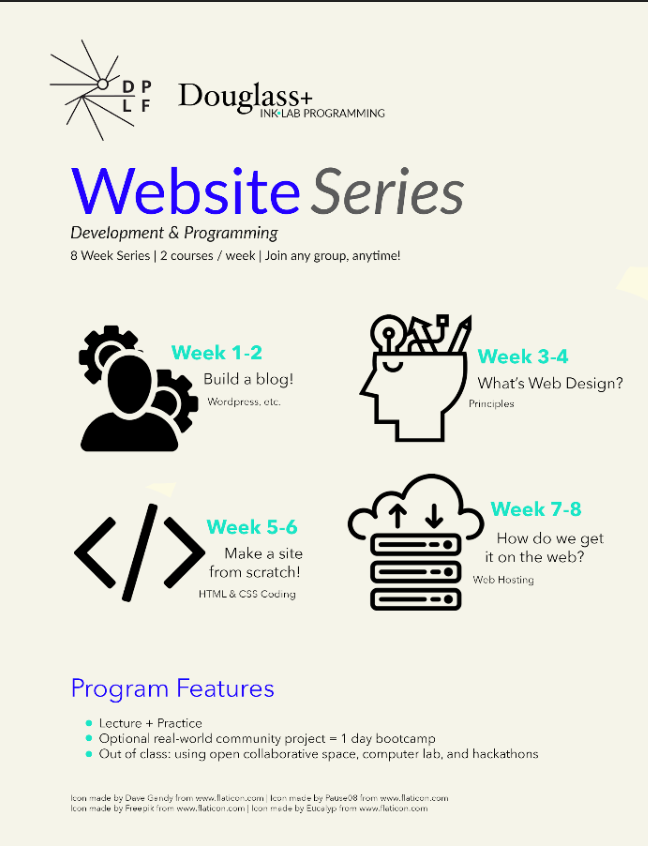 D P
L F
Douglass+
INK+LAB PROGRAMMING
Website Series
Development & Programming
8 Week Series | 2 courses / week | Join any group, anytime!
Week 1-2
Build a blog!
Wordpress, etc.
Week 3-4
What's Web Design?
Principles
Week 5-6
Make a site
from scratch!
HTML & CSS Coding
Week 7-8
How do we get
it on the web?
Web Hosting
Program Features
Lecture + Practice
Optional real-world community project = 1 day bootcamp
Out of class: using open collaborative space, computer lab, and hackathons
Icon made by Dave Gandy from www.flaticon.com | Icon made by Pause08 from www.flaticon.com
Icon made by Freepik from www.flaticon.com | Icon made by Eucalyp from www.flaticon.com